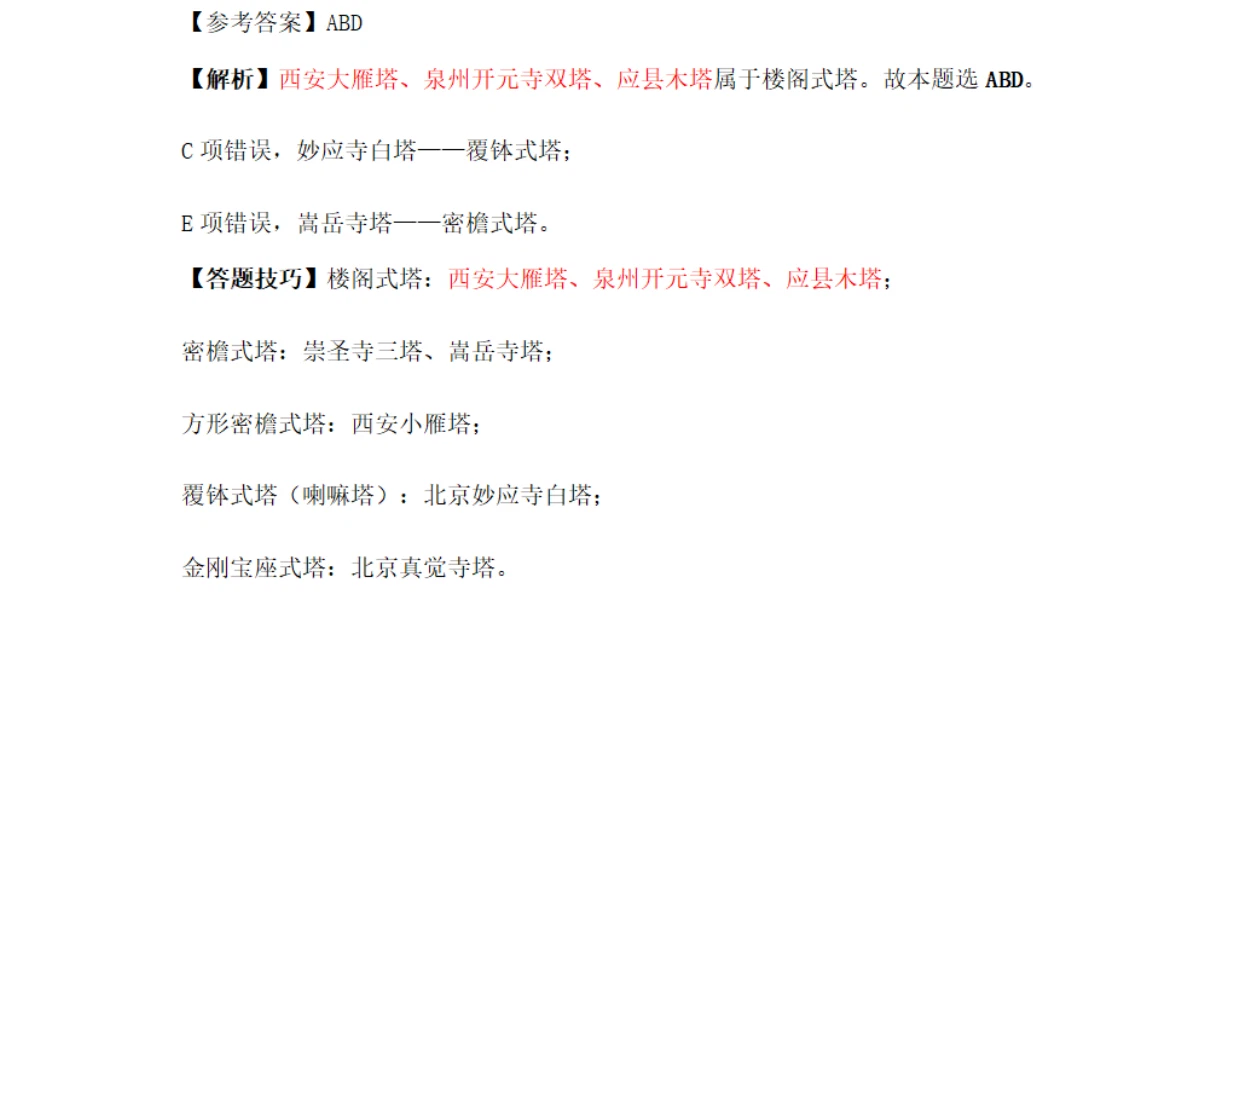 【参考答案】ABD
【解析】西安大雁塔、泉州开元寺双塔、应县木塔属于楼阁式塔。故本题选 ABD。
C 项错误，妙应寺白塔——覆钵式塔；
E 项错误，嵩岳寺塔——密檐式塔。
【答题技巧】楼阁式塔：西安大雁塔、泉州开元寺双塔、应县木塔；
密檐式塔：崇圣寺三塔、嵩岳寺塔；
方形密檐式塔：西安小雁塔；
覆钵式塔（喇嘛塔）：北京妙应寺白塔；
金刚宝座式塔：北京真觉寺塔。